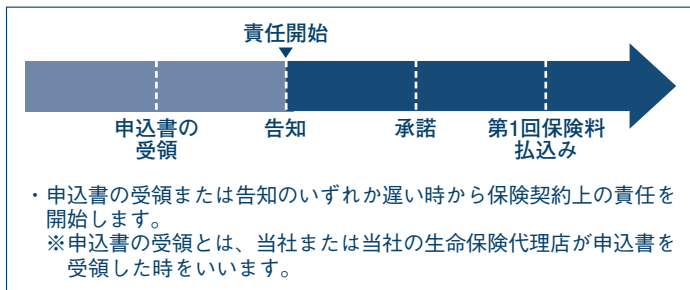 責任開始
申込書の
受領
告知
承諾
第1回保険料
払込み
・申込書の受領または告知のいずれか遅い時から保険契約上の責任を
開始します。
※申込書の受領とは、当社または当社の生命保険代理店が申込書を
受領した時をいいます。